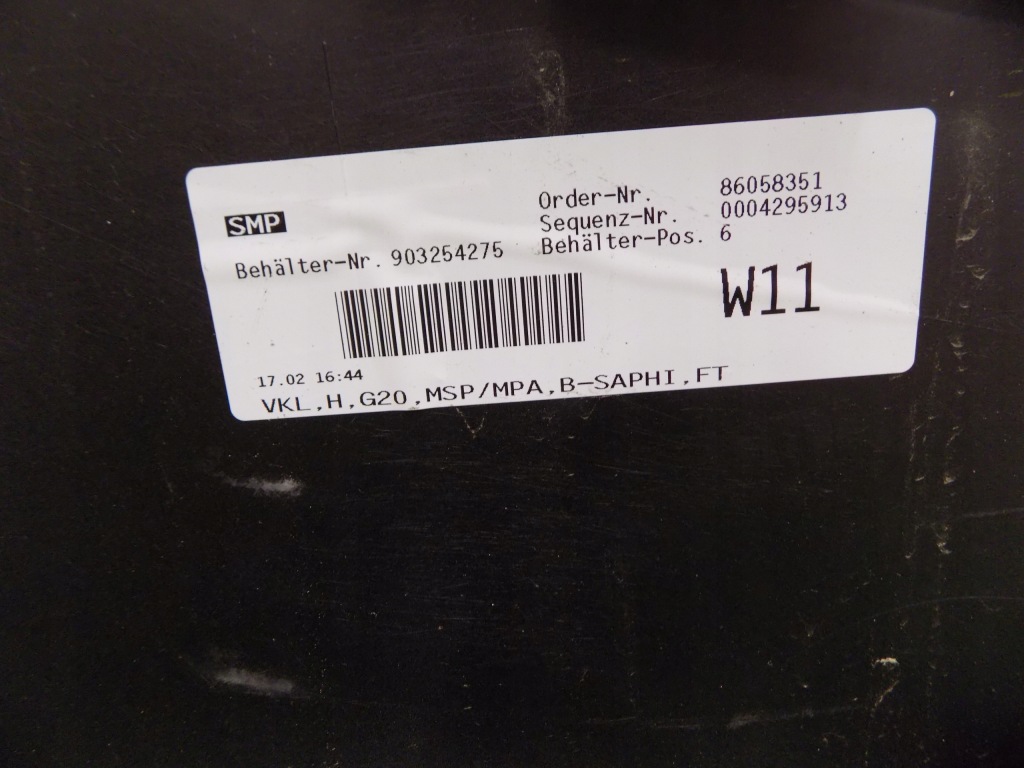 SMP
Order-Nr. 86058351
Sequenz-Nr. 0004295913
Behälter-Nr. 903254275
Behälter-Pos. 6
W11
17.02 16:44
VKL,H,G20,MSP/MPA,B-SAPHI,FT